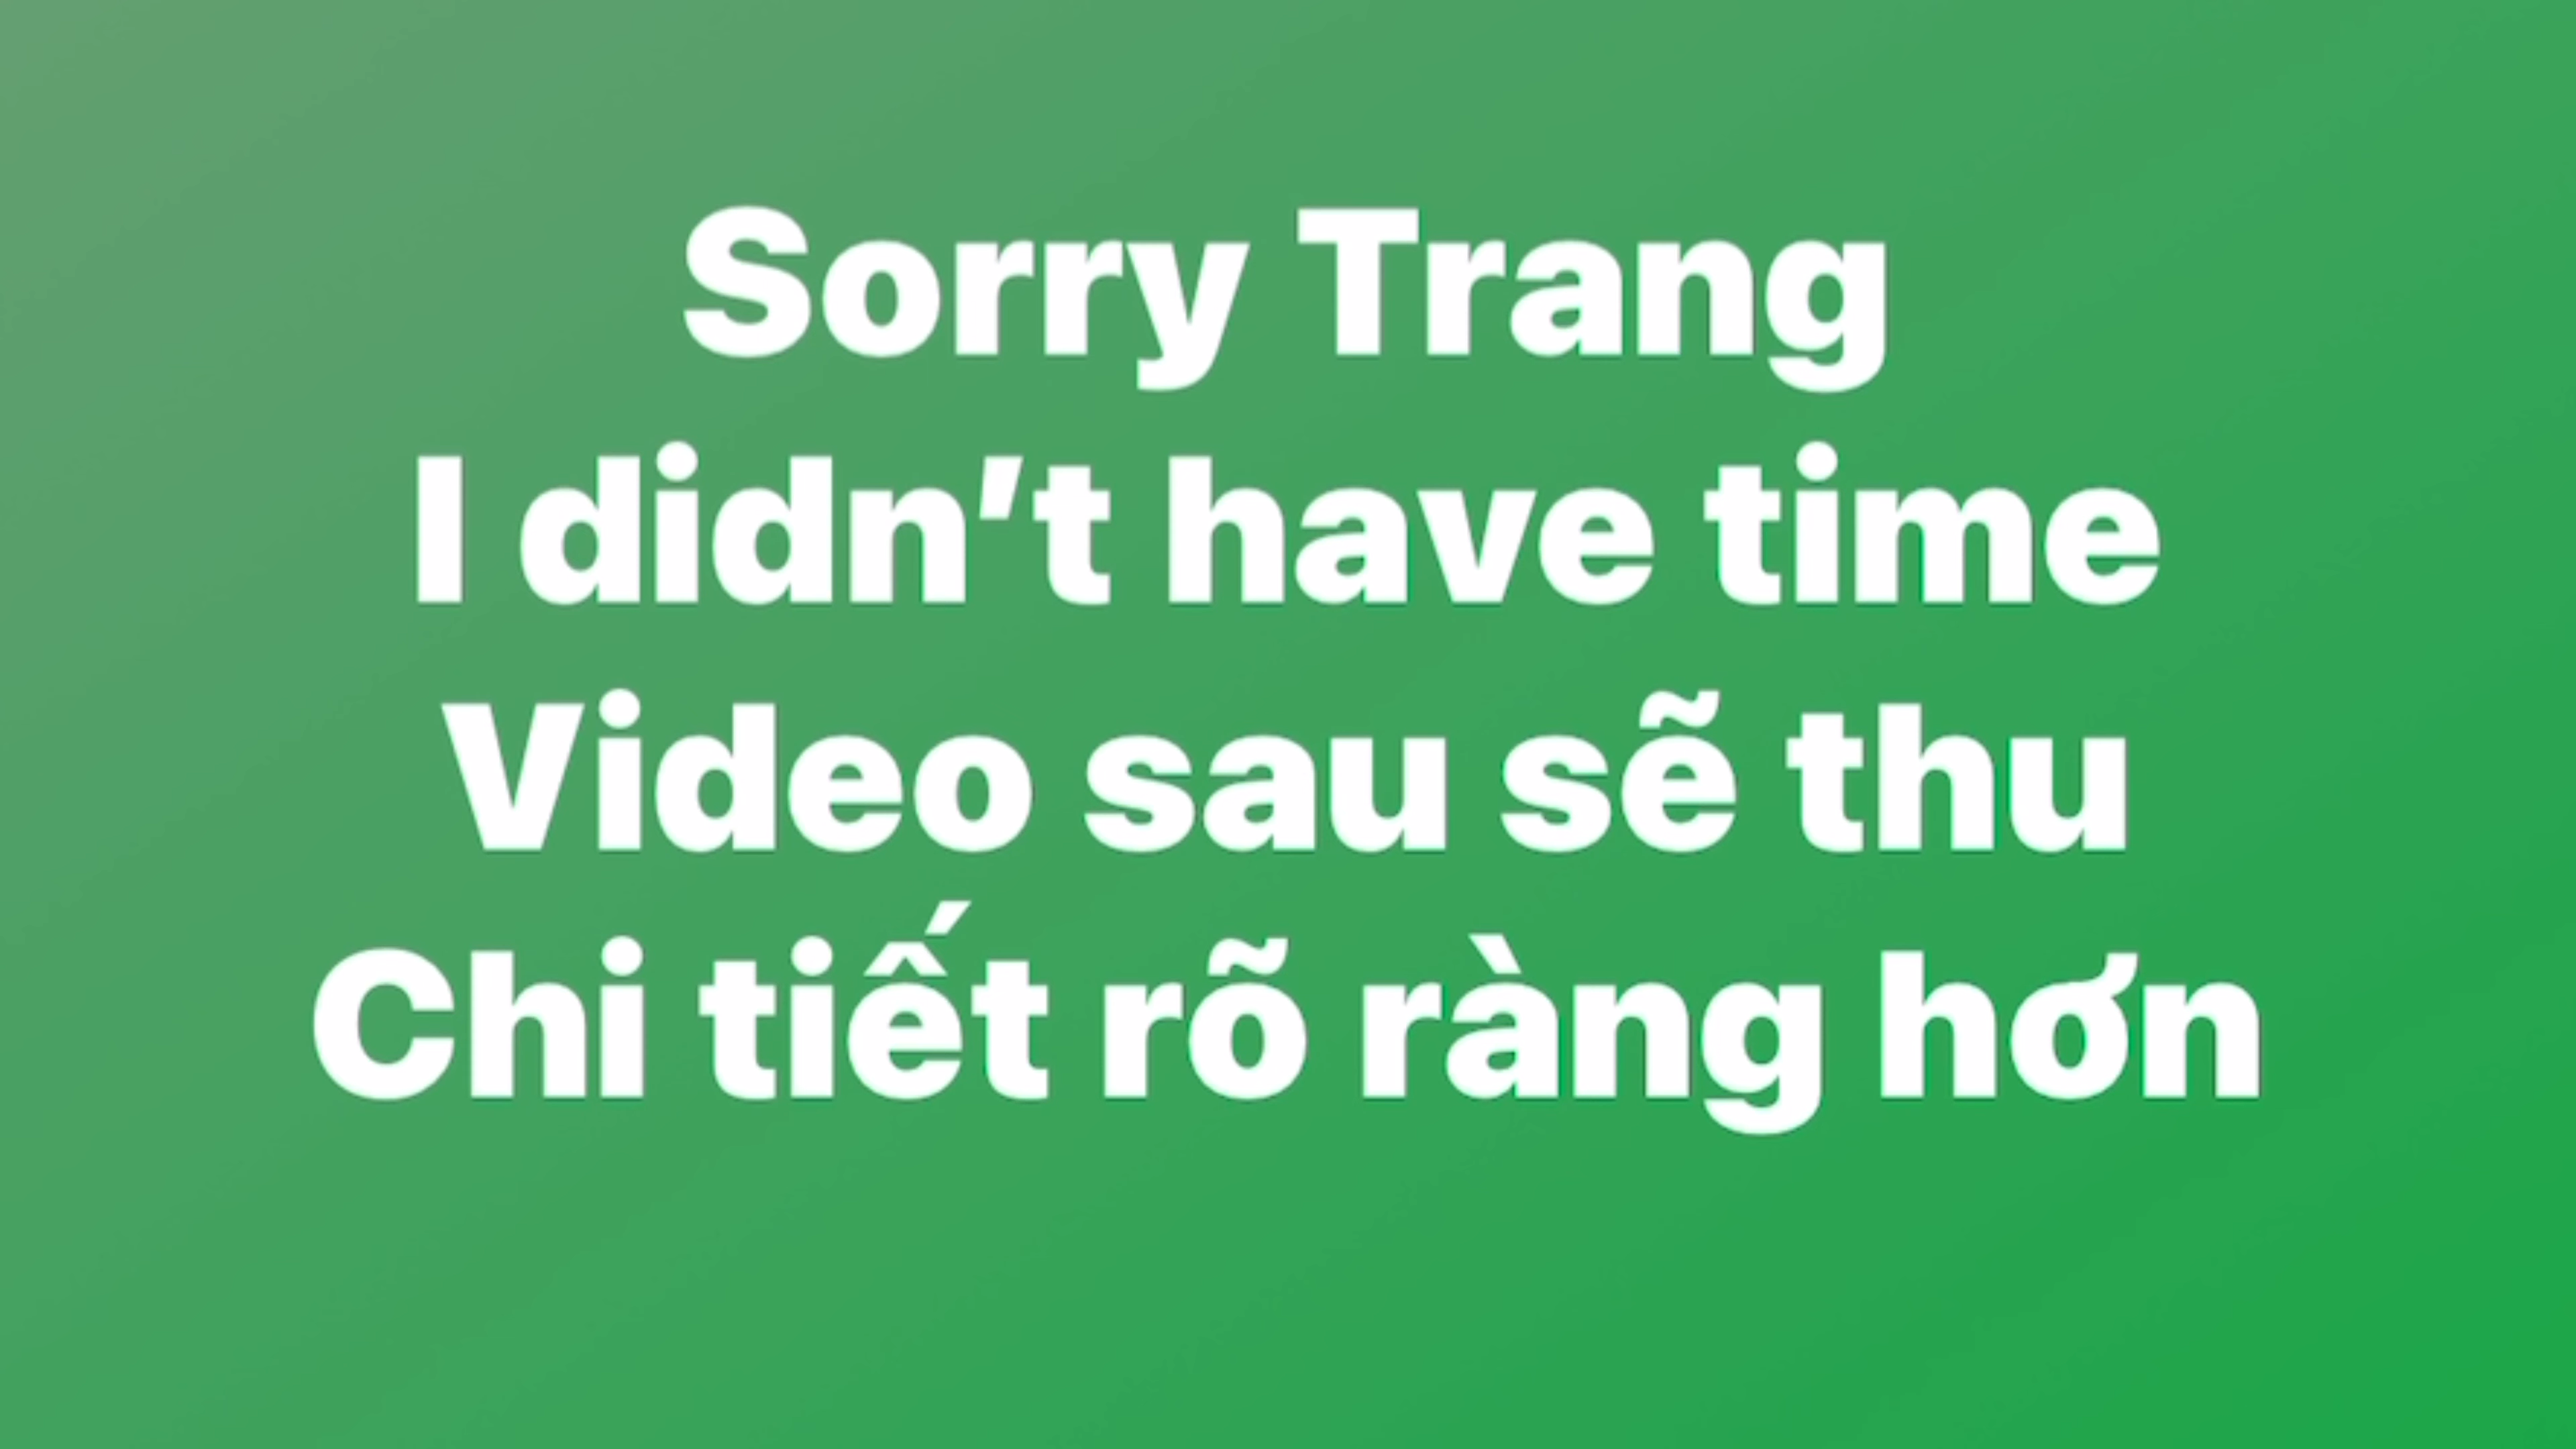 Sorry Trang
I didn’t have time
Video sau sẽ thu
Chi tiết rõ ràng hơn